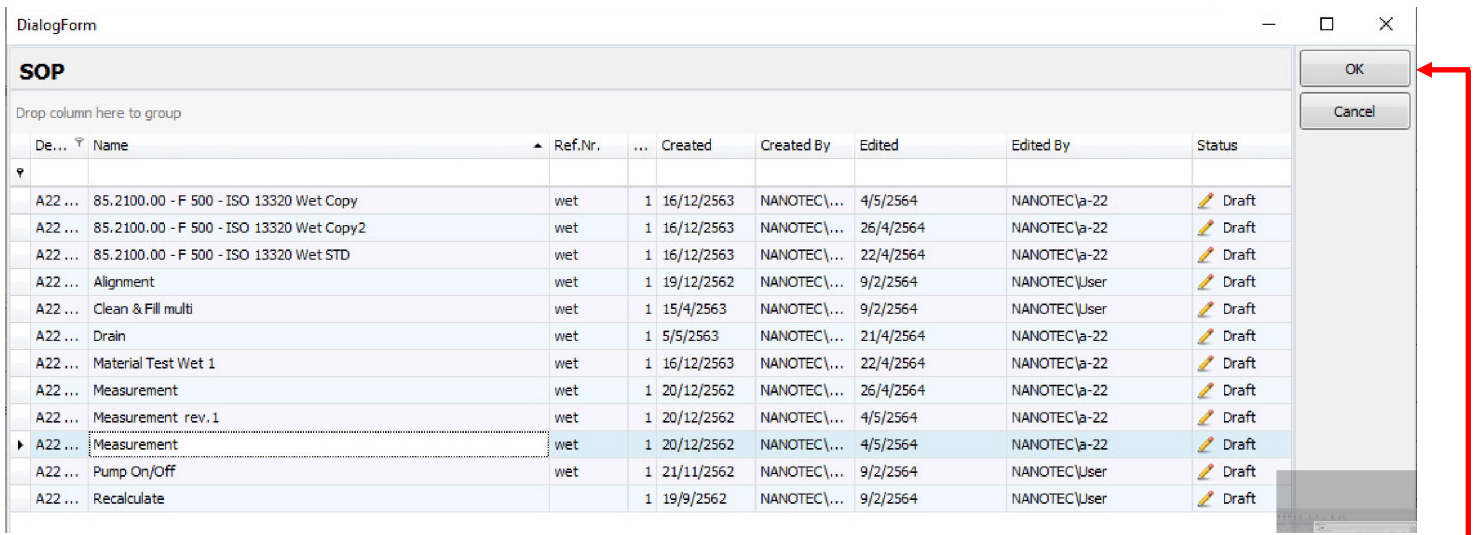 DialogForm
SOP
OK
Cancel
Drop column here to group
De... Name Ref.Nr. ... Created Created By Edited Edited By Status
A22 ... 85.2100.00 - F 500 - ISO 13320 Wet Copy wet 1 16/12/2563 NANOTEC\... 4/5/2564 NANOTEC\a-22 Draft
A22 ... 85.2100.00 - F 500 - ISO 13320 Wet Copy2 wet 1 16/12/2563 NANOTEC\... 26/4/2564 NANOTEC\a-22 Draft
A22 ... 85.2100.00 - F 500 - ISO 13320 Wet STD wet 1 16/12/2563 NANOTEC\... 22/4/2564 NANOTEC\a-22 Draft
A22 ... Alignment wet 1 19/12/2562 NANOTEC\... 9/2/2564 NANOTEC\User Draft
A22 ... Clean & Fill multi wet 1 15/4/2563 NANOTEC\... 9/2/2564 NANOTEC\User Draft
A22 ... Drain wet 1 5/5/2563 NANOTEC\... 21/4/2564 NANOTEC\a-22 Draft
A22 ... Material Test Wet 1 wet 1 16/12/2563 NANOTEC\... 22/4/2564 NANOTEC\a-22 Draft
A22 ... Measurement wet 1 20/12/2562 NANOTEC\... 26/4/2564 NANOTEC\a-22 Draft
A22 ... Measurement rev.1 wet 1 20/12/2562 NANOTEC\... 4/5/2564 NANOTEC\a-22 Draft
A22 ... Measurement wet 1 20/12/2562 NANOTEC\... 4/5/2564 NANOTEC\a-22 Draft
A22 ... Pump On/Off wet 1 21/11/2562 NANOTEC\... 9/2/2564 NANOTEC\User Draft
A22 ... Recalculate 1 19/9/2562 NANOTEC\... 9/2/2564 NANOTEC\User Draft